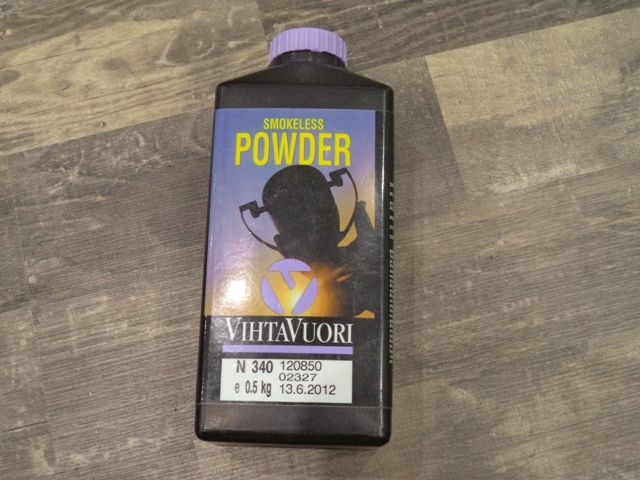 SMOKELESS
POWDER
VIHTAVUORI
N 340 120850
02327
e 0.5 kg 13.6.2012